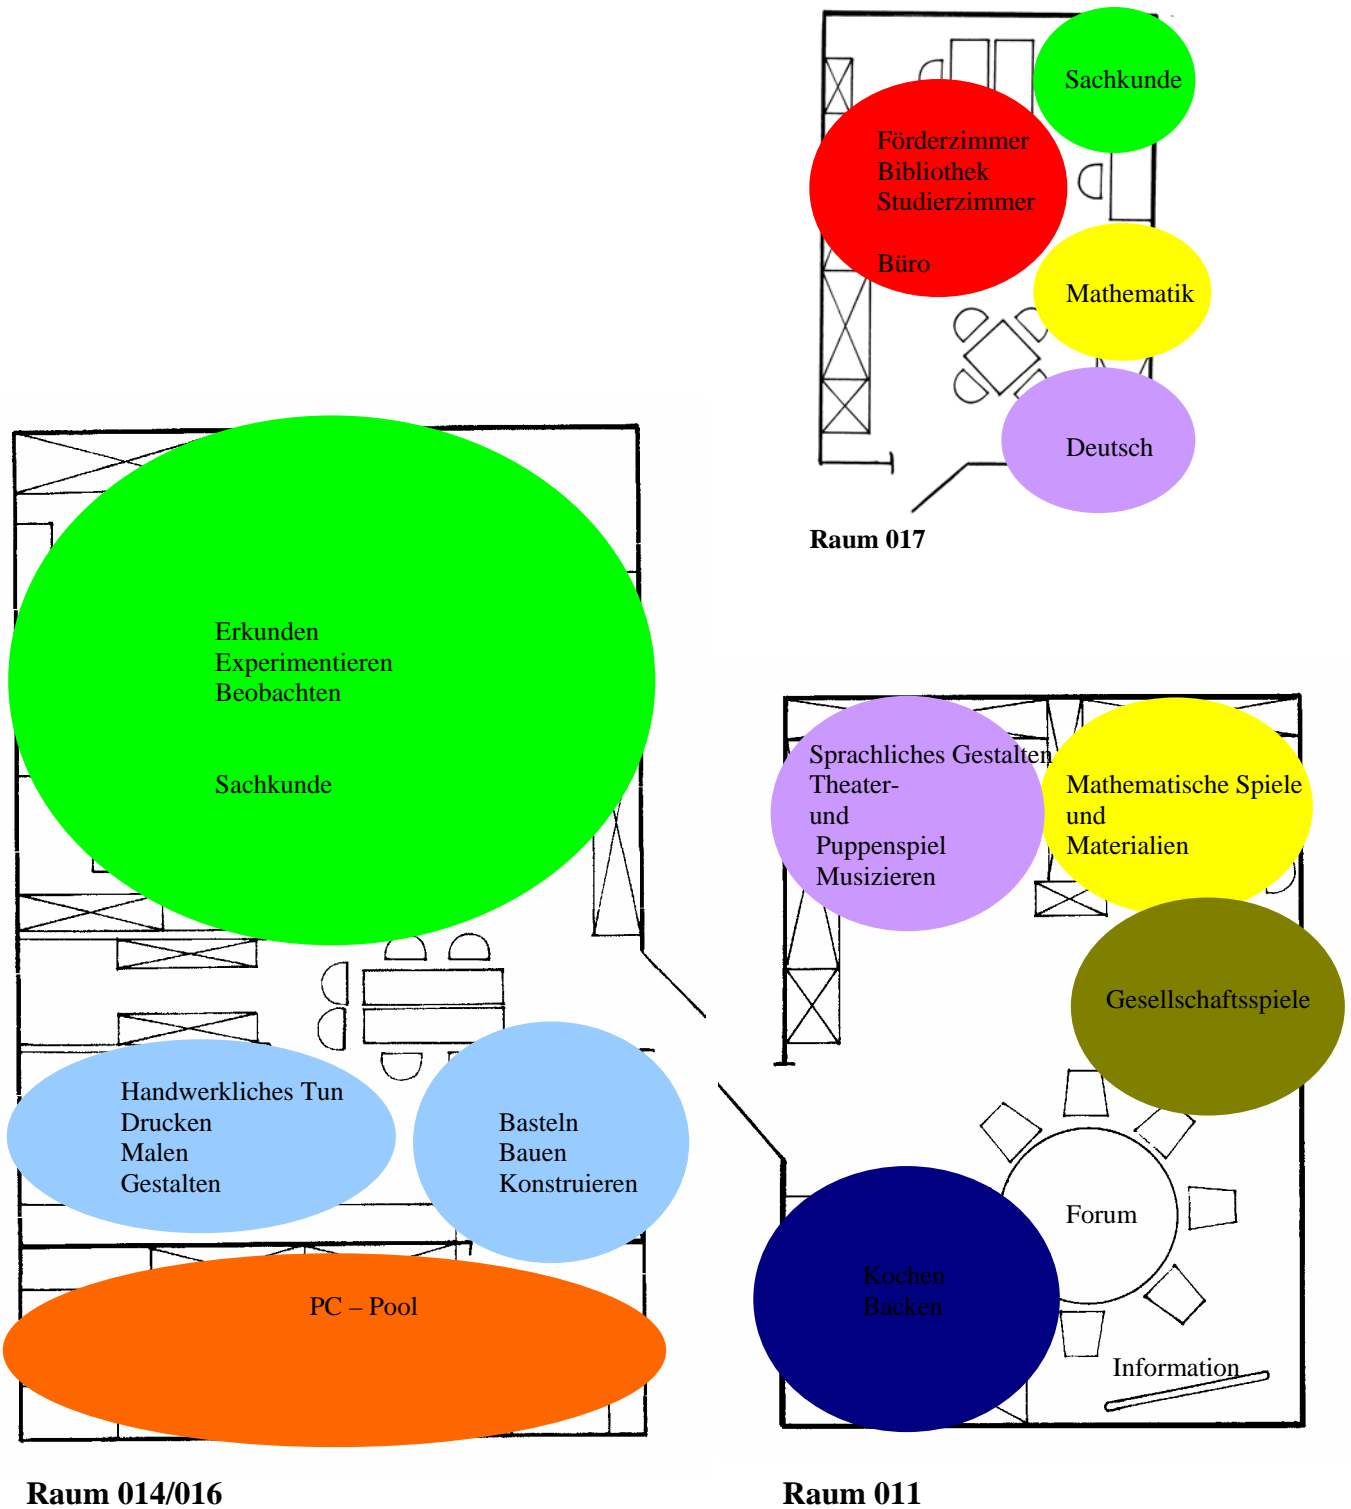 Sachkunde
Förderzimmer
Bibliothek
Studierzimmer
Büro
Mathematik
Deutsch
Raum 017
Erkunden
Experimentieren
Beobachten
Sachkunde
Handwerkliches Tun
Drucken
Malen
Gestalten
Basteln
Bauen
Konstruieren
PC – Pool
Raum 014/016
Sprachliches Gestalten
Theater-
und
Puppenspiel
Musizieren
Mathematische Spiele
und
Materialien
Gesellschaftsspiele
Forum
Kochen
Backen
Information
Raum 011